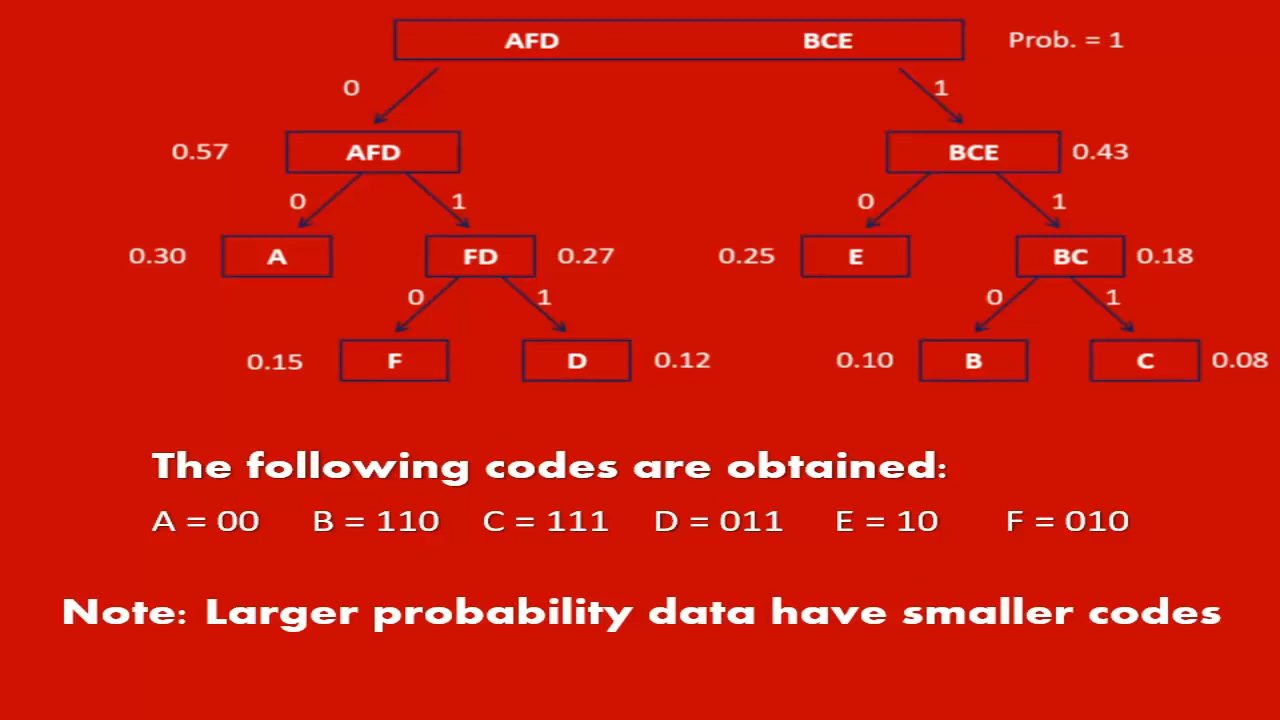 AFD BCE Prob. = 1
0 1
0.57 AFD BCE 0.43
0 1 0 1
0.30 A FD 0.27 0.25 E BC 0.18
0 1 0 1
0.15 F D 0.12 0.10 B C 0.08
The following codes are obtained:
A = 00 B = 110 C = 111 D = 011 E = 10 F = 010
Note: Larger probability data have smaller codes